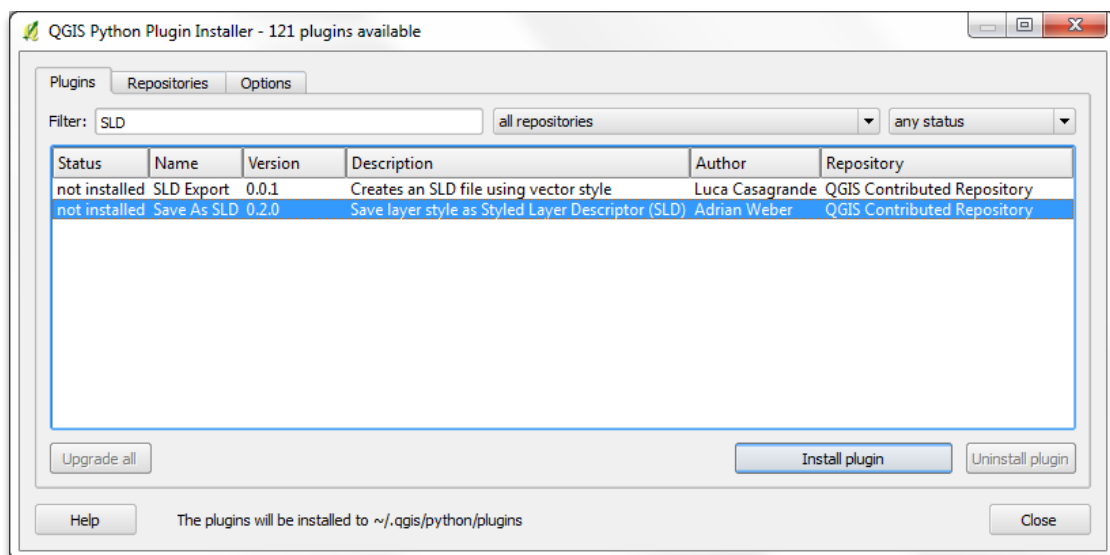 QGIS Python Plugin Installer - 121 plugins available
Plugins Repositories Options
Filter: SLD all repositories any status
Status Name Version Description Author Repository
not installed SLD Export 0.0.1 Creates an SLD file using vector style Luca Casagrande QGIS Contributed Repository
not installed Save As SLD 0.2.0 Save layer style as Styled Layer Descriptor (SLD) Adrian Weber QGIS Contributed Repository
Upgrade all Install plugin Uninstall plugin
Help The plugins will be installed to ~/.qgis/python/plugins Close